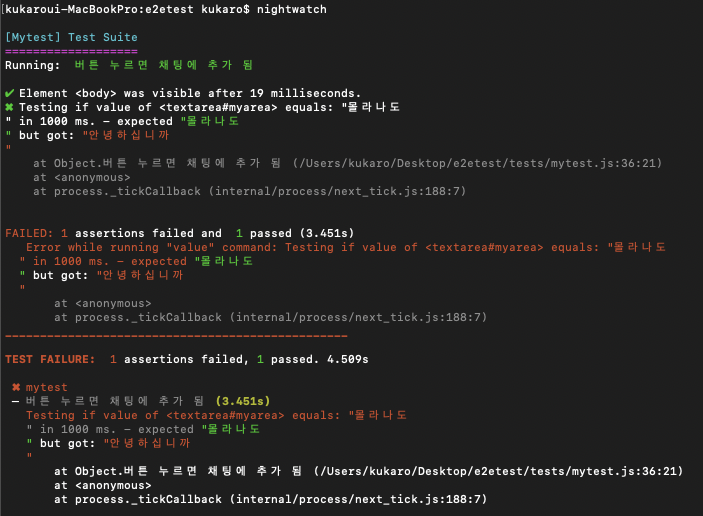 [kukaroui-MacBookPro:e2etest kukaro$ nightwatch
[Mytest] Test Suite
===================
Running:  버튼 누르면 채팅에 추가 됨
✔ Element <body> was visible after 19 milliseconds.
✖ Testing if value of <textarea#myarea> equals: "몰라나도
" in 1000 ms. - expected "몰라나도
" but got: "안녕하십니까
"
at Object.버튼 누르면 채팅에 추가 됨 (/Users/kukaro/Desktop/e2etest/tests/mytest.js:36:21)
at <anonymous>
at process._tickCallback (internal/process/next_tick.js:188:7)
FAILED: 1 assertions failed and  1 passed (3.451s)
Error while running "value" command: Testing if value of <textarea#myarea> equals: "몰라나도
" in 1000 ms. - expected "몰라나도
" but got: "안녕하십니까
"
at <anonymous>
at process._tickCallback (internal/process/next_tick.js:188:7)
_________________________________________________
TEST FAILURE:  1 assertions failed, 1 passed. 4.509s
✖ mytest
– 버튼 누르면 채팅에 추가 됨 (3.451s)
Testing if value of <textarea#myarea> equals: "몰라나도
" in 1000 ms. - expected "몰라나도
" but got: "안녕하십니까
"
at Object.버튼 누르면 채팅에 추가 됨 (/Users/kukaro/Desktop/e2etest/tests/mytest.js:36:21)
at <anonymous>
at process._tickCallback (internal/process/next_tick.js:188:7)